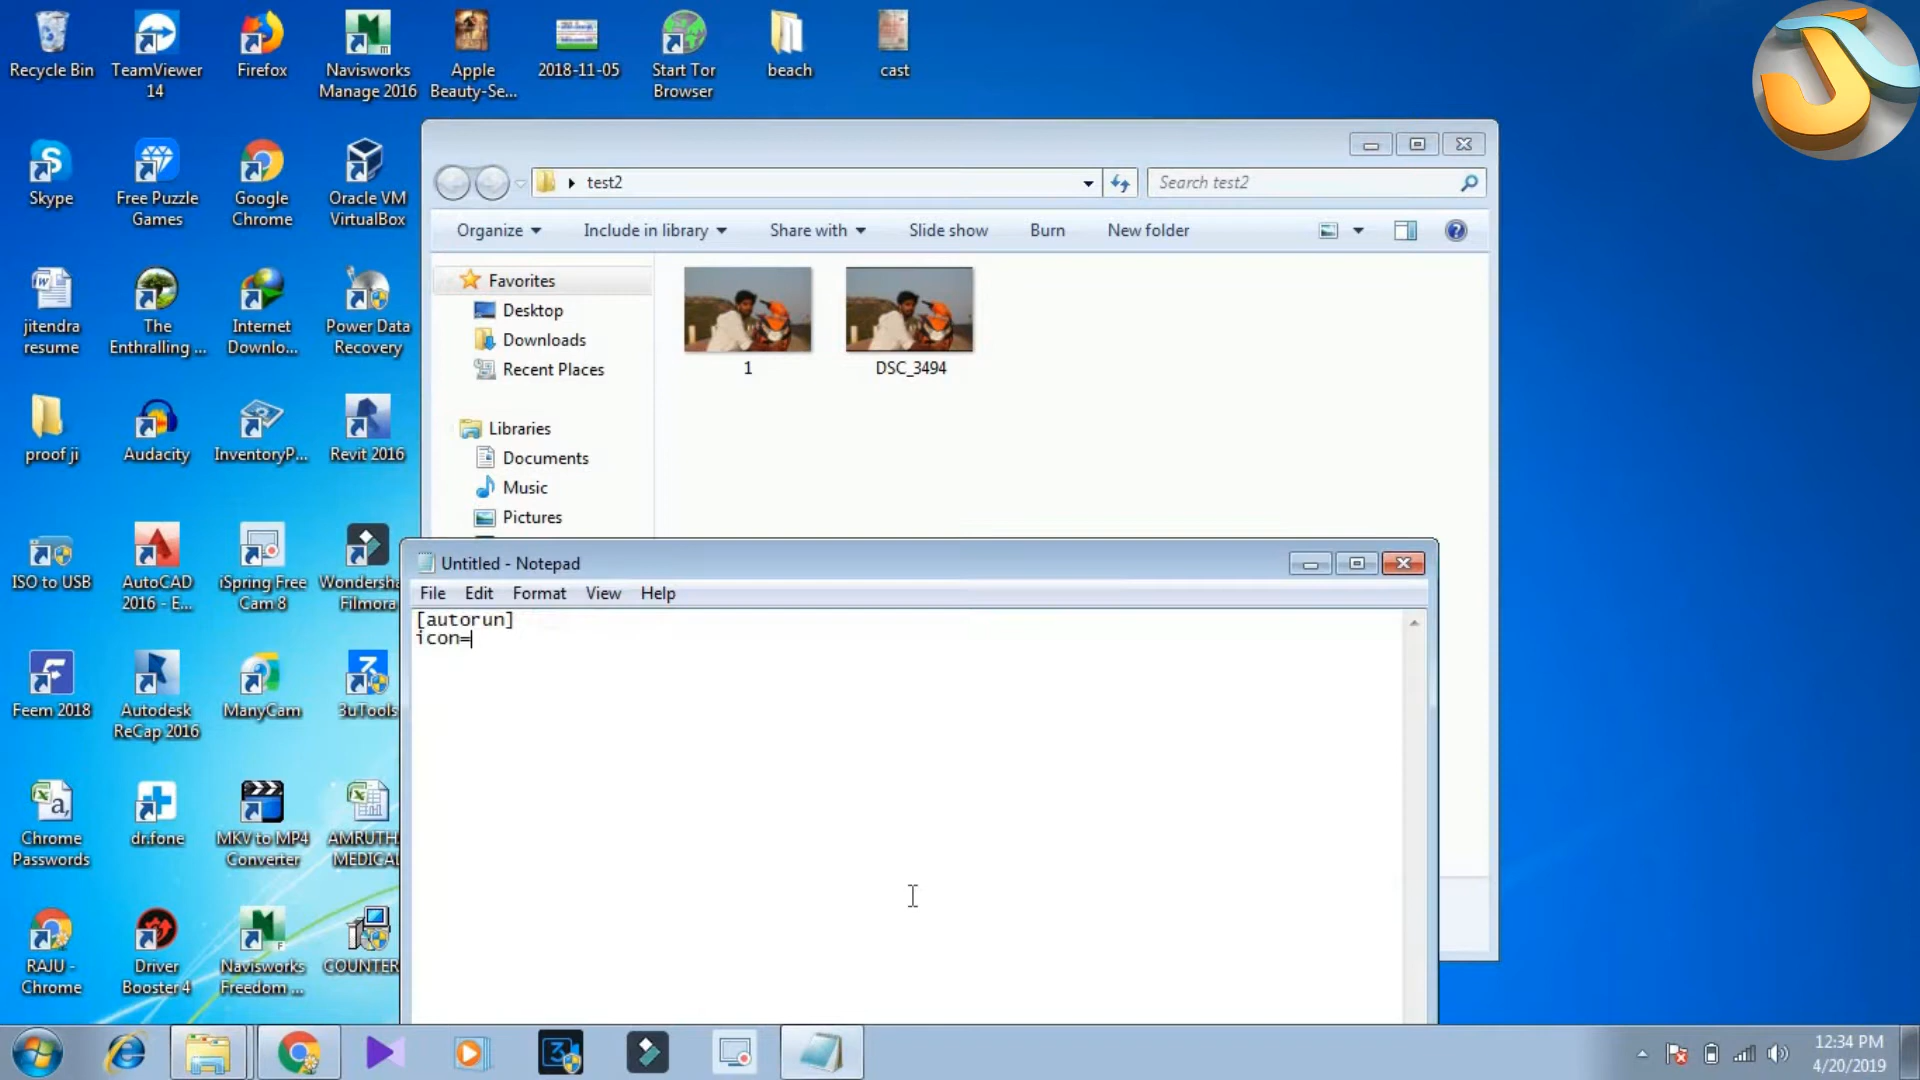 Recycle Bin
TeamViewer
14
Firefox
Navisworks
Manage 2016
Apple
Beauty-Se...
2018-11-05
Start Tor
Browser
beach
cast
Skype
Free Puzzle
Games
Google
Chrome
Oracle VM
VirtualBox
jitendra
resume
The
Enthralling ...
Internet
Downlo...
Power Data
Recovery
proof ji
Audacity
InventoryP...
Revit 2016
ISO to USB
AutoCAD
2016 - E...
iSpring Free
Cam 8
Wondersha
Filmora
Feem 2018
Autodesk
ReCap 2016
ManyCam
3uTools
Chrome
Passwords
dr.fone
MKV to MP4
Converter
AMRUTH
MEDICAL
RAJU -
Chrome
Driver
Booster 4
Navisworks
Freedom ...
COUNTER
test2
Search test2
Organize
Include in library
Share with
Slide show
Burn
New folder
Favorites
Desktop
Downloads
Recent Places
Libraries
Documents
Music
Pictures
1
DSC_3494
Untitled - Notepad
File Edit Format View Help
[autorun]
icon=
12:34 PM
4/20/2019